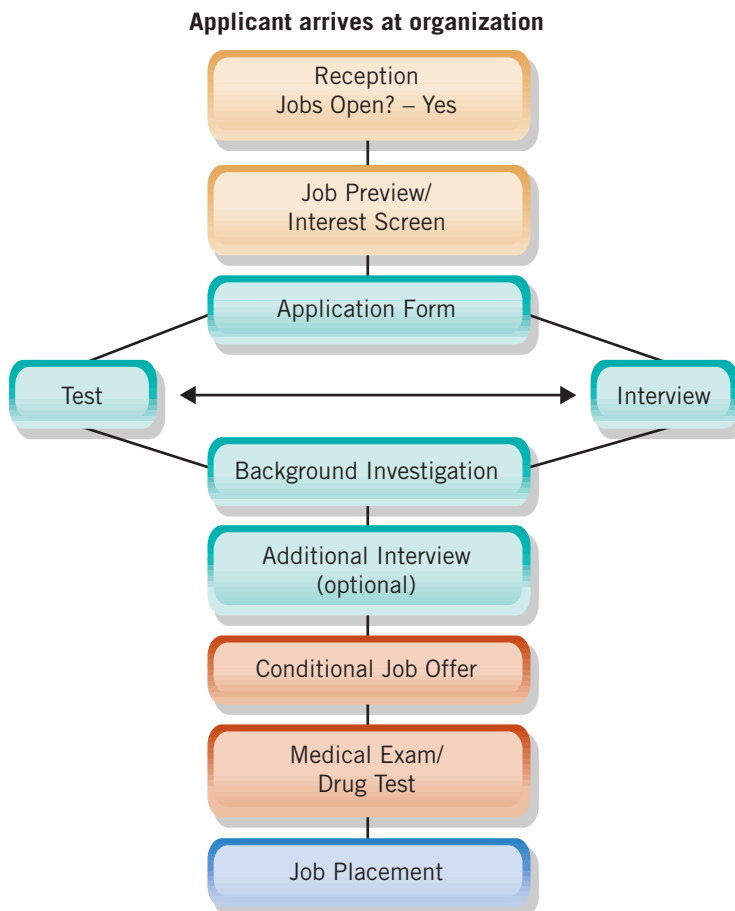 Applicant arrives at organization
Reception
Jobs Open? – Yes
Job Preview/
Interest Screen
Application Form
Test
Interview
Background Investigation
Additional Interview
(optional)
Conditional Job Offer
Medical Exam/
Drug Test
Job Placement